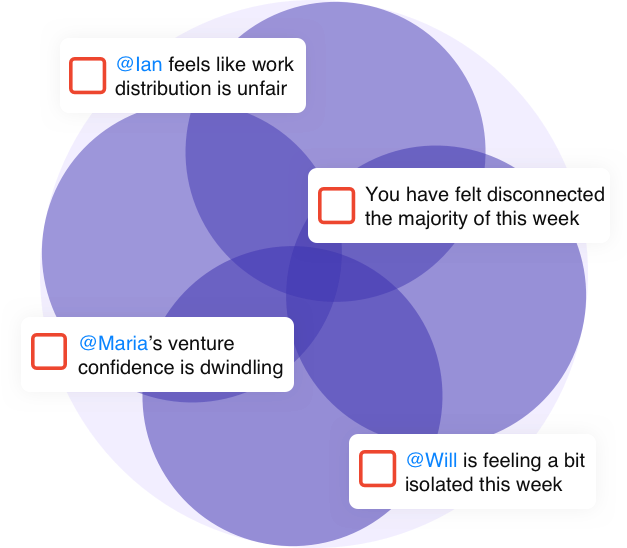 @Ian feels like work
distribution is unfair
You have felt disconnected
the majority of this week
@Maria’s venture
confidence is dwindling
@Will is feeling a bit
isolated this week